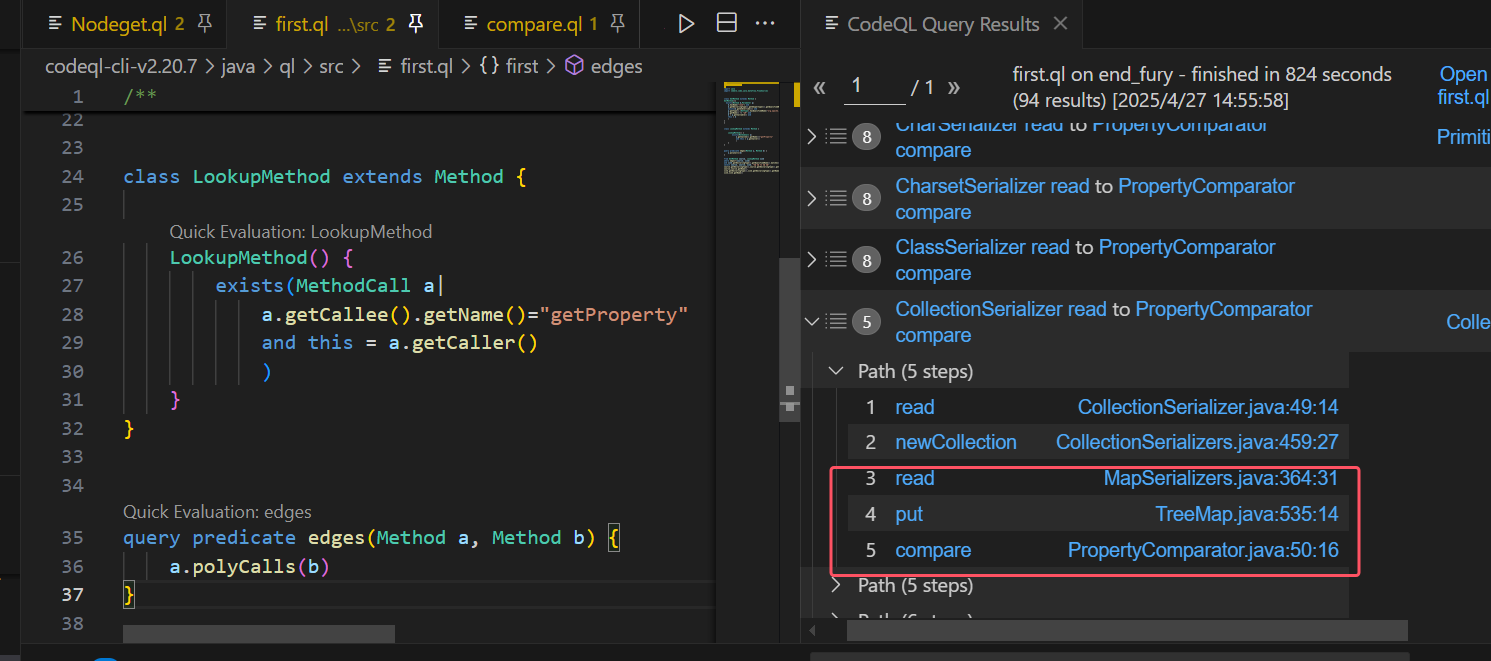 Nodeget.ql 2
first.ql ...\src 2
compare.ql 1
codeql-cli-v2.20.7 > java > ql > src > first.ql > {} first > edges
1 /**
22
23
24 class LookupMethod extends Method {
25
Quick Evaluation: LookupMethod
26 LookupMethod() {
27 exists(MethodCall a|
28 a.getCallee().getName()="getProperty"
29 and this = a.getCaller()
30 )
31 }
32 }
33
34
Quick Evaluation: edges
35 query predicate edges(Method a, Method b) {
36 a.polyCalls(b)
37 }
38
CodeQL Query Results
« 1 / 1 »
first.ql on end_fury - finished in 824 seconds
(94 results) [2025/4/27 14:55:58]
Open
first.ql
8 CharSerializer read to PropertyComparator
compare
Primiti
8 CharsetSerializer read to PropertyComparator
compare
8 ClassSerializer read to PropertyComparator
compare
5 CollectionSerializer read to PropertyComparator
compare
Colle
Path (5 steps)
1 read CollectionSerializer.java:49:14
2 newCollection CollectionSerializers.java:459:27
3 read MapSerializers.java:364:31
4 put TreeMap.java:535:14
5 compare PropertyComparator.java:50:16
Path (5 steps)